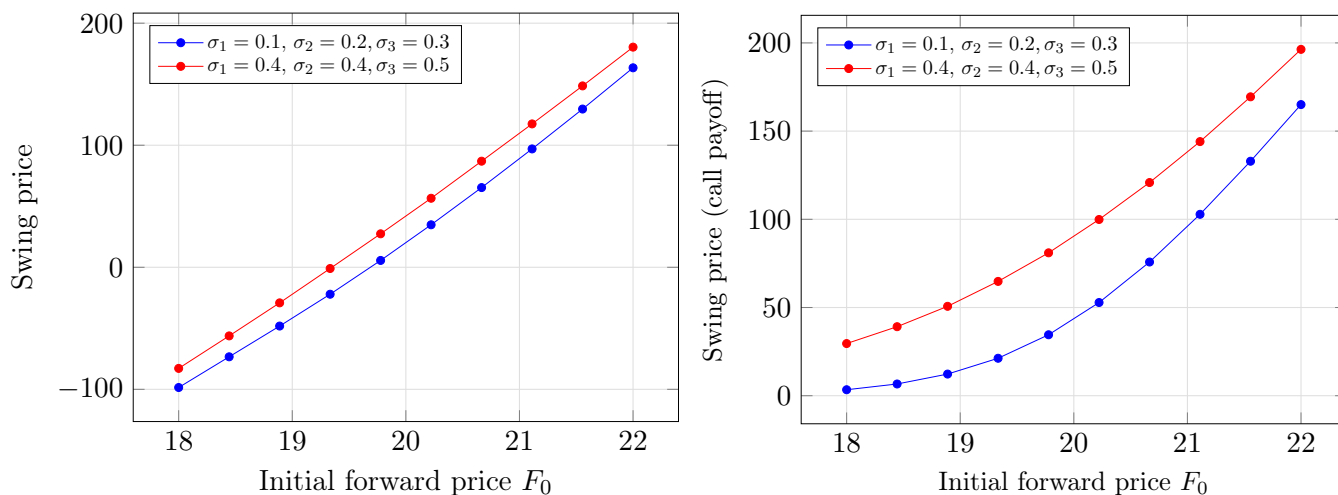 200
100
0
−100
18 19 20 21 22
Swing price
Initial forward price F₀
σ₁ = 0.1, σ₂ = 0.2, σ₃ = 0.3
σ₁ = 0.4, σ₂ = 0.4, σ₃ = 0.5
200
150
100
50
0
18 19 20 21 22
Swing price (call payoff)
Initial forward price F₀
σ₁ = 0.1, σ₂ = 0.2, σ₃ = 0.3
σ₁ = 0.4, σ₂ = 0.4, σ₃ = 0.5